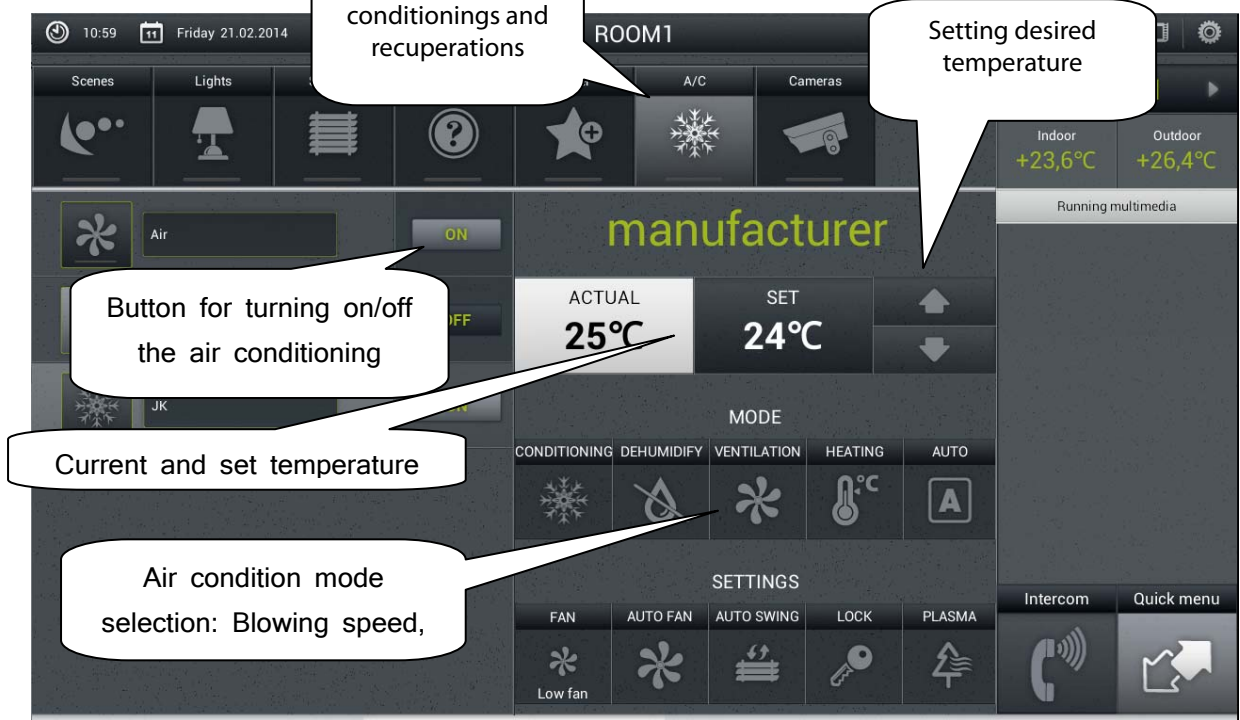 conditionings and
recuperations
Setting desired
temperature
10:59 11 Friday 21.02.2014
ROOM1
Scenes Lights A/C Cameras
Indoor Outdoor
+23,6°C +26,4°C
Running multimedia
Air ON
manufacturer
Button for turning on/off
the air conditioning
OFF
ACTUAL SET
25°C 24°C
JK
MODE
Current and set temperature
CONDITIONING DEHUMIDIFY VENTILATION HEATING AUTO
°C A
Air condition mode
selection: Blowing speed,
SETTINGS
FAN AUTO FAN AUTO SWING LOCK PLASMA
Low fan
Intercom Quick menu